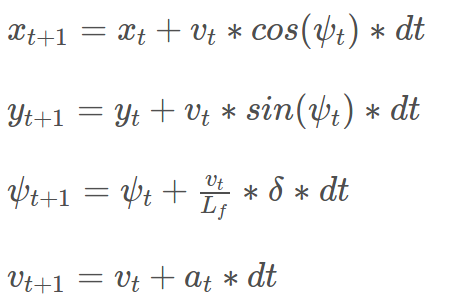 x_{t+1} = x_t + v_t * cos(ψ_t) * dt
y_{t+1} = y_t + v_t * sin(ψ_t) * dt
ψ_{t+1} = ψ_t + \frac{v_t}{L_f} * δ * dt
v_{t+1} = v_t + a_t * dt